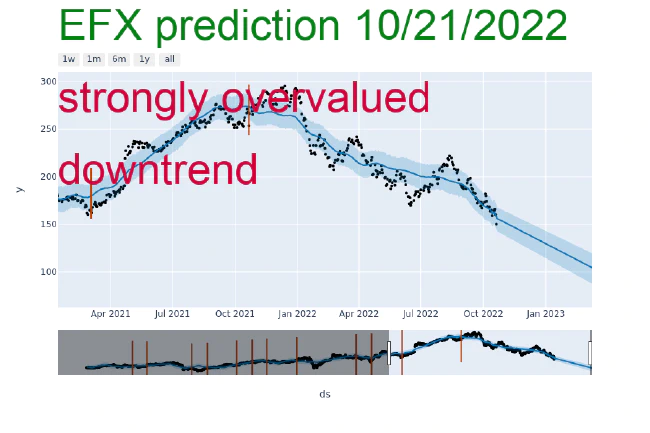 EFX prediction 10/21/2022
1w 1m 6m 1y all
strongly overvalued
downtrend
300
250
200
150
100
y
Apr 2021 Jul 2021 Oct 2021 Jan 2022 Apr 2022 Jul 2022 Oct 2022 Jan 2023
ds